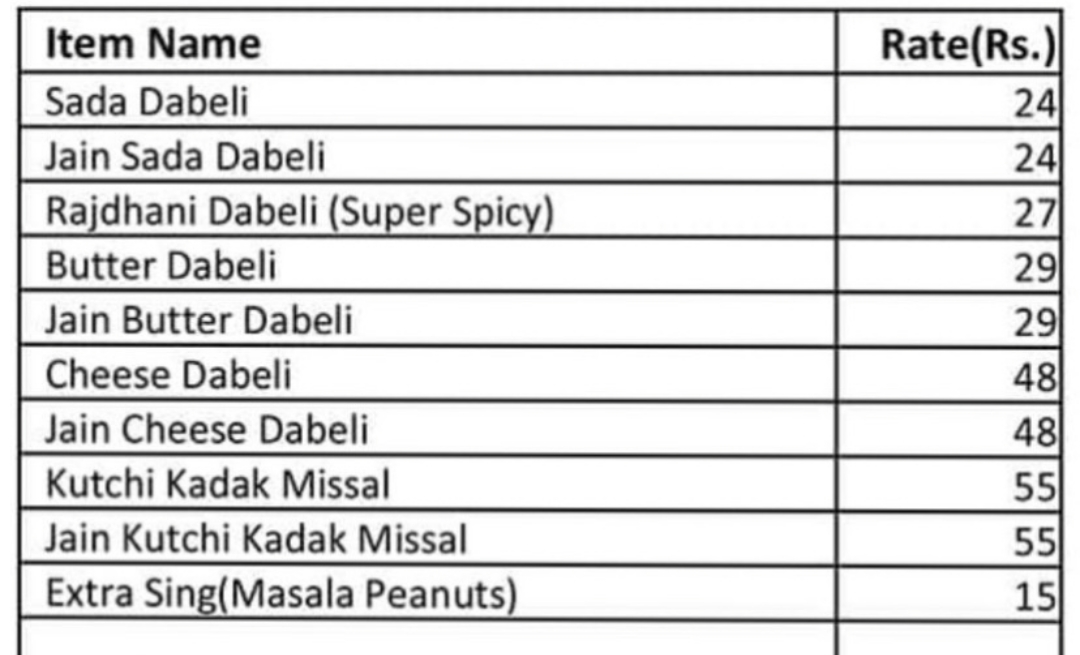 Item Name Rate(Rs.)
Sada Dabeli 24
Jain Sada Dabeli 24
Rajdhani Dabeli (Super Spicy) 27
Butter Dabeli 29
Jain Butter Dabeli 29
Cheese Dabeli 48
Jain Cheese Dabeli 48
Kutchi Kadak Missal 55
Jain Kutchi Kadak Missal 55
Extra Sing(Masala Peanuts) 15